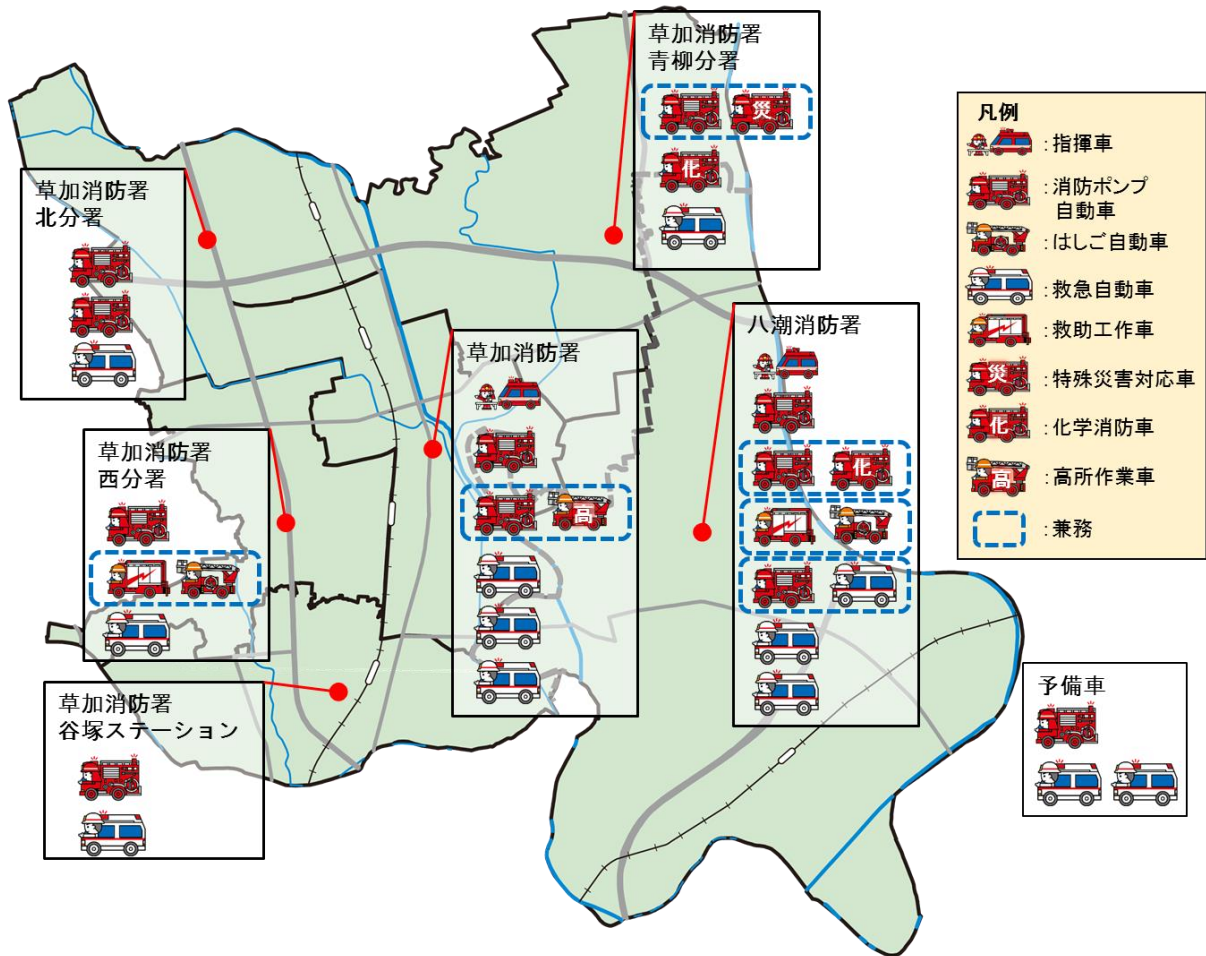 草加消防署
青柳分署
災
化
草加消防署
北分署
草加消防署
西分署
草加消防署
谷塚ステーション
草加消防署
高
八潮消防署
化
予備車
凡例
:指揮車
:消防ポンプ
自動車
:はしご自動車
:救急自動車
:救助工作車
災
:特殊災害対応車
化
:化学消防車
高
:高所作業車
:兼務